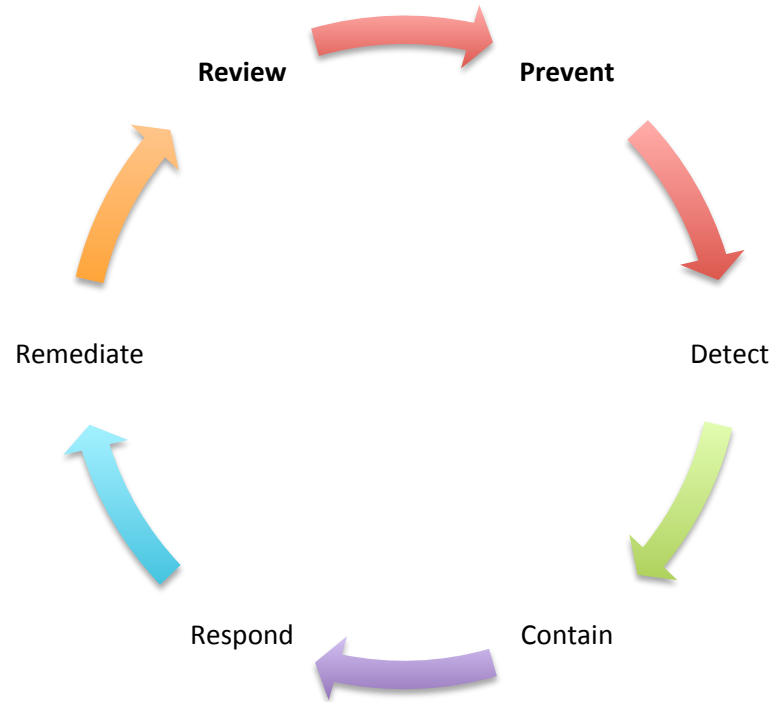 Review
Prevent
Remediate
Detect
Respond
Contain